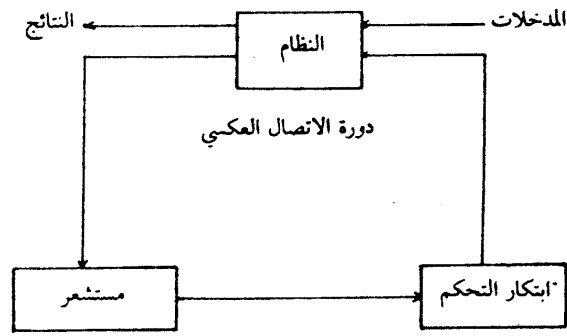 المدخلات
النتائج
النظام
دورة الاتصال العكسي
ابتكار التحكم
مستشعر